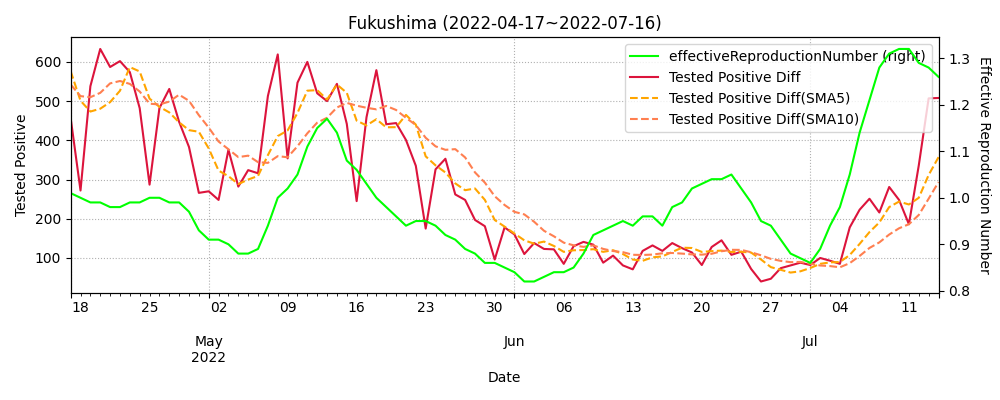 Fukushima (2022-04-17~2022-07-16)
effectiveReproductionNumber (right)
Tested Positive Diff
Tested Positive Diff(SMA5)
Tested Positive Diff(SMA10)
Tested Positive
600
500
400
300
200
100
1.3
1.2
1.1
1.0
0.9
0.8
Effective Reproduction Number
18 25 02 09 16 23 30 06 13 20 27 04 11
May Jun Jul
2022
Date